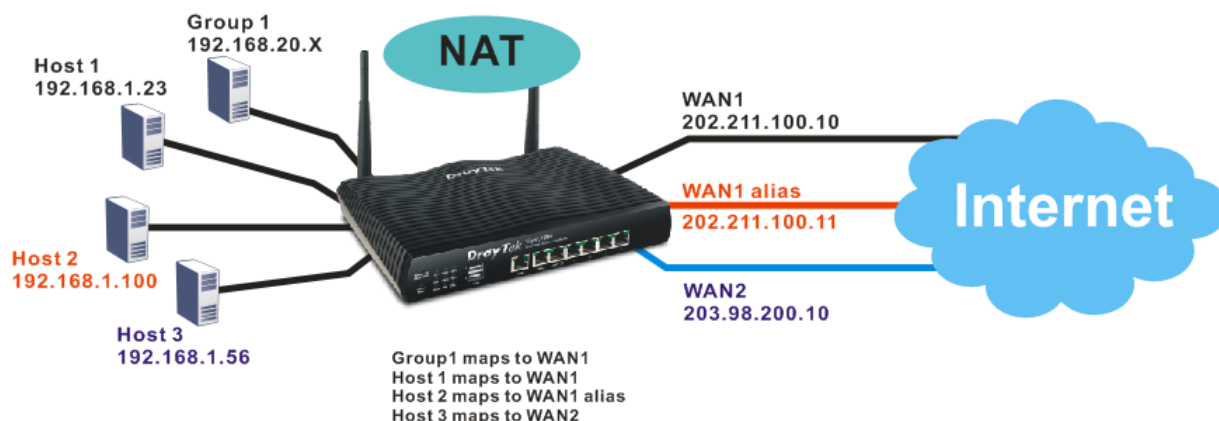 Group 1
192.168.20.X
NAT
Host 1
192.168.1.23
WAN1
202.211.100.10
DrayTek
WAN1 alias
202.211.100.11
Internet
DrayTek
Host 2
192.168.1.100
WAN2
203.98.200.10
Host 3
192.168.1.56
Group1 maps to WAN1
Host 1 maps to WAN1
Host 2 maps to WAN1 alias
Host 3 maps to WAN2